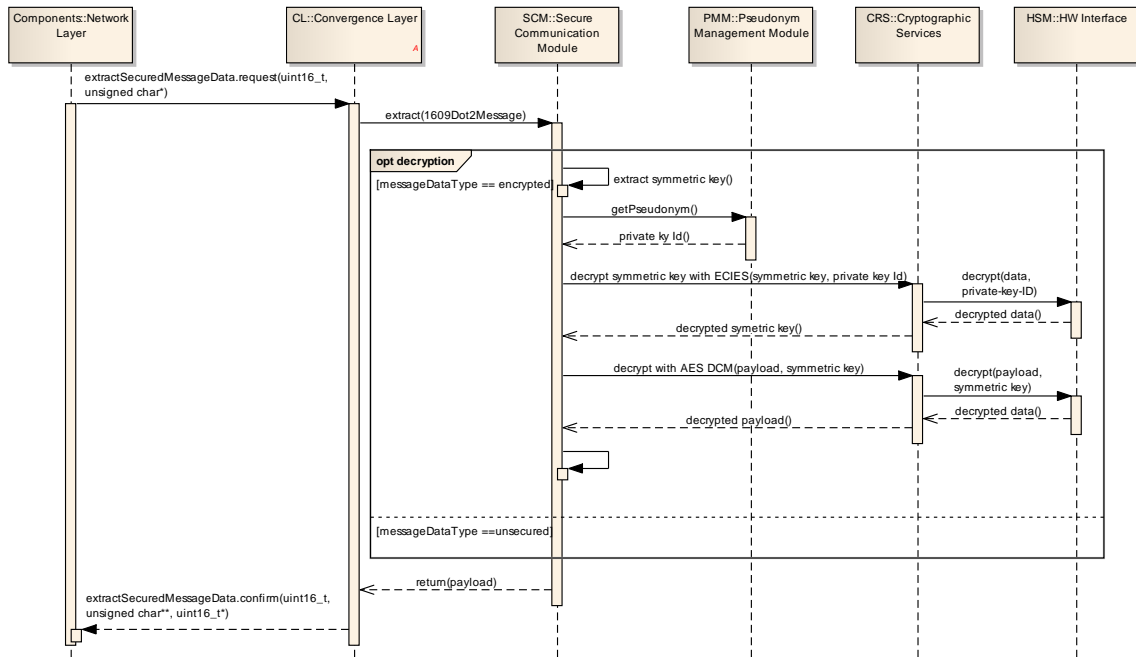 Components::Network
Layer
CL::Convergence Layer
A
SCM::Secure
Communication
Module
PMM::Pseudonym
Management Module
CRS::Cryptographic
Services
HSM::HW Interface
extractSecuredMessageData.request(uint16_t,
unsigned char*)
extract(1609Dot2Message)
opt decryption
[messageDataType == encrypted]
extract symmetric key()
getPseudonym()
private ky Id()
decrypt symmetric key with ECIES(symmetric key, private key Id)
decrypt(data,
private-key-ID)
decrypted data()
decrypted symetric key()
decrypt with AES DCM(payload, symmetric key)
decrypt(payload,
symmetric key)
decrypted data()
decrypted payload()
[messageDataType ==unsecured]
return(payload)
extractSecuredMessageData.confirm(uint16_t,
unsigned char**, uint16_t*)